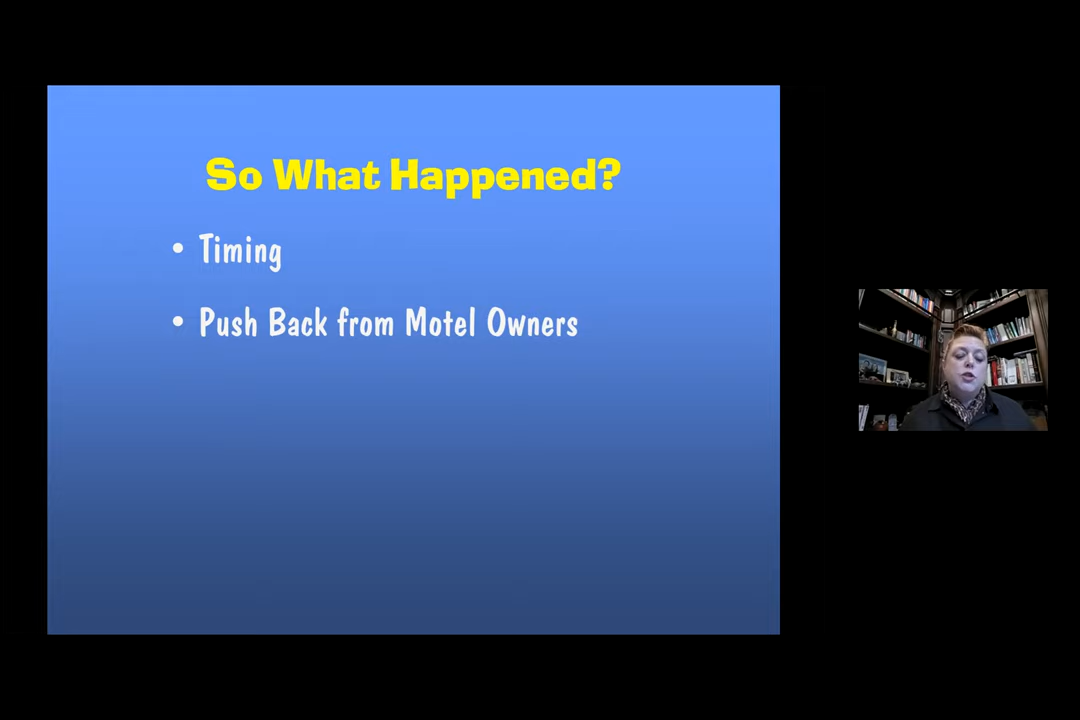 So What Happened?
• Timing
• Push Back from Motel Owners